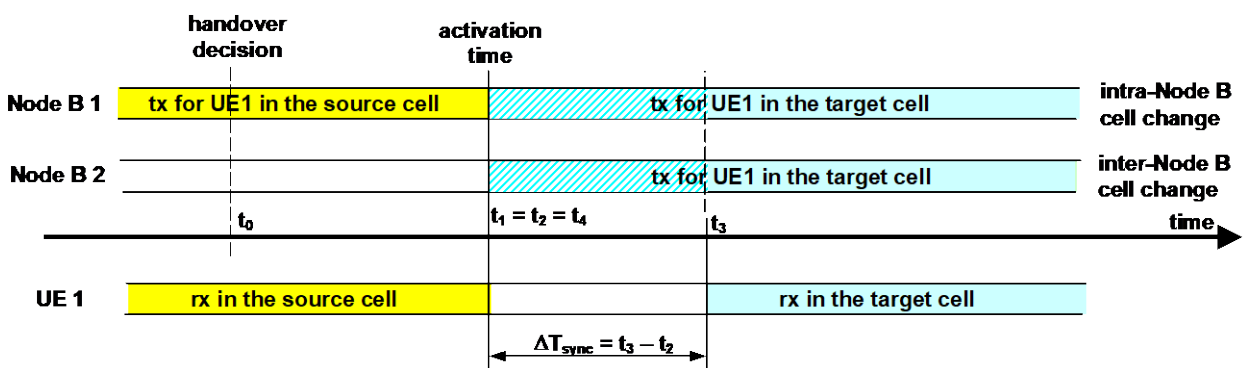 handover
decision
activation
time
Node B 1
tx for UE1 in the source cell
tx for UE1 in the target cell
intra-Node B
cell change
Node B 2
tx for UE1 in the target cell
inter-Node B
cell change
t₀
t₁ = t₂ = t₄
t₃
time
UE 1
rx in the source cell
rx in the target cell
ΔTsync = t₃ – t₂